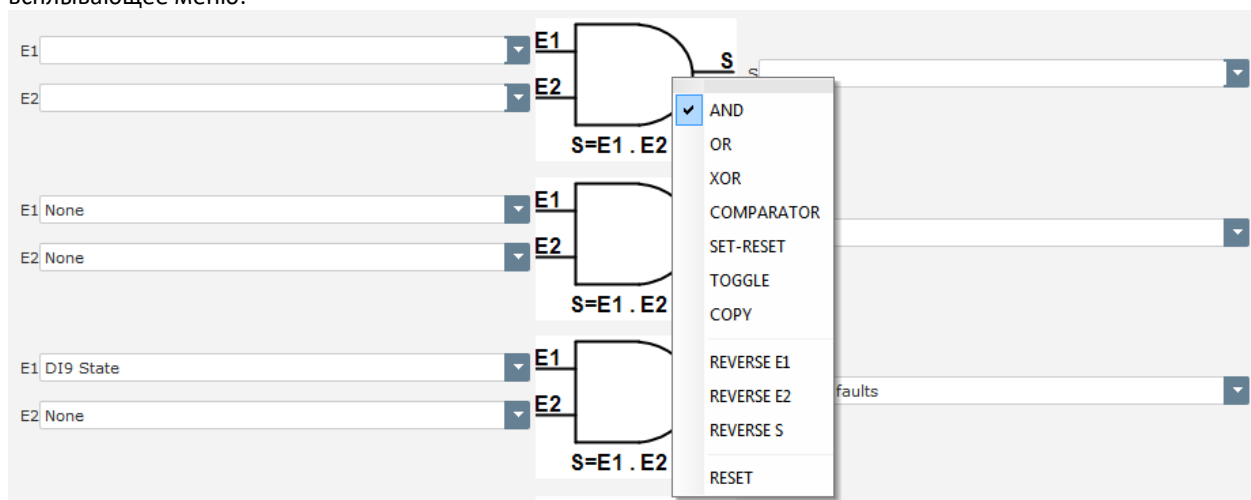 всплывающее меню:
E1
E1
S
S
E2
E2
S=E1 . E2
AND
OR
XOR
COMPARATOR
SET-RESET
TOGGLE
COPY
REVERSE E1
REVERSE E2
REVERSE S
RESET
E1 None
E1
E2 None
E2
S=E1 . E2
E1 DI9 State
E1
faults
E2 None
E2
S=E1 . E2